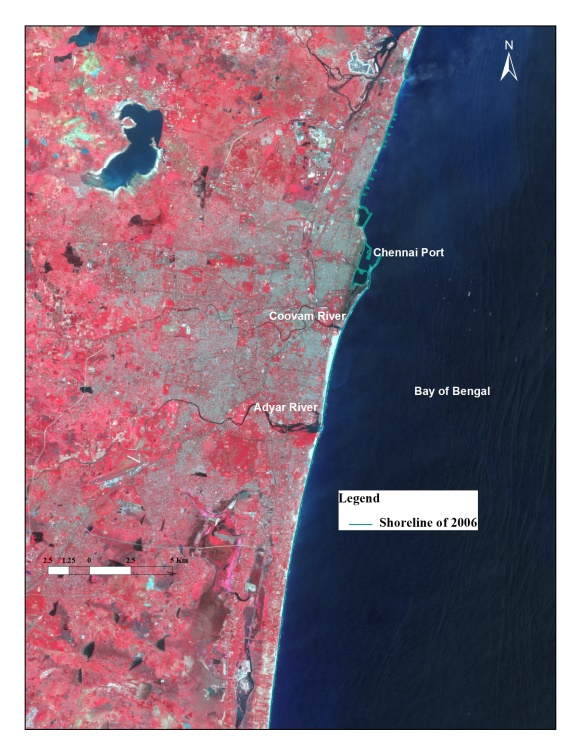 N
Chennai Port
Coovam River
Bay of Bengal
Adyar River
Legend
Shoreline of 2006
2.5 1.25 0 2.5 5 Km